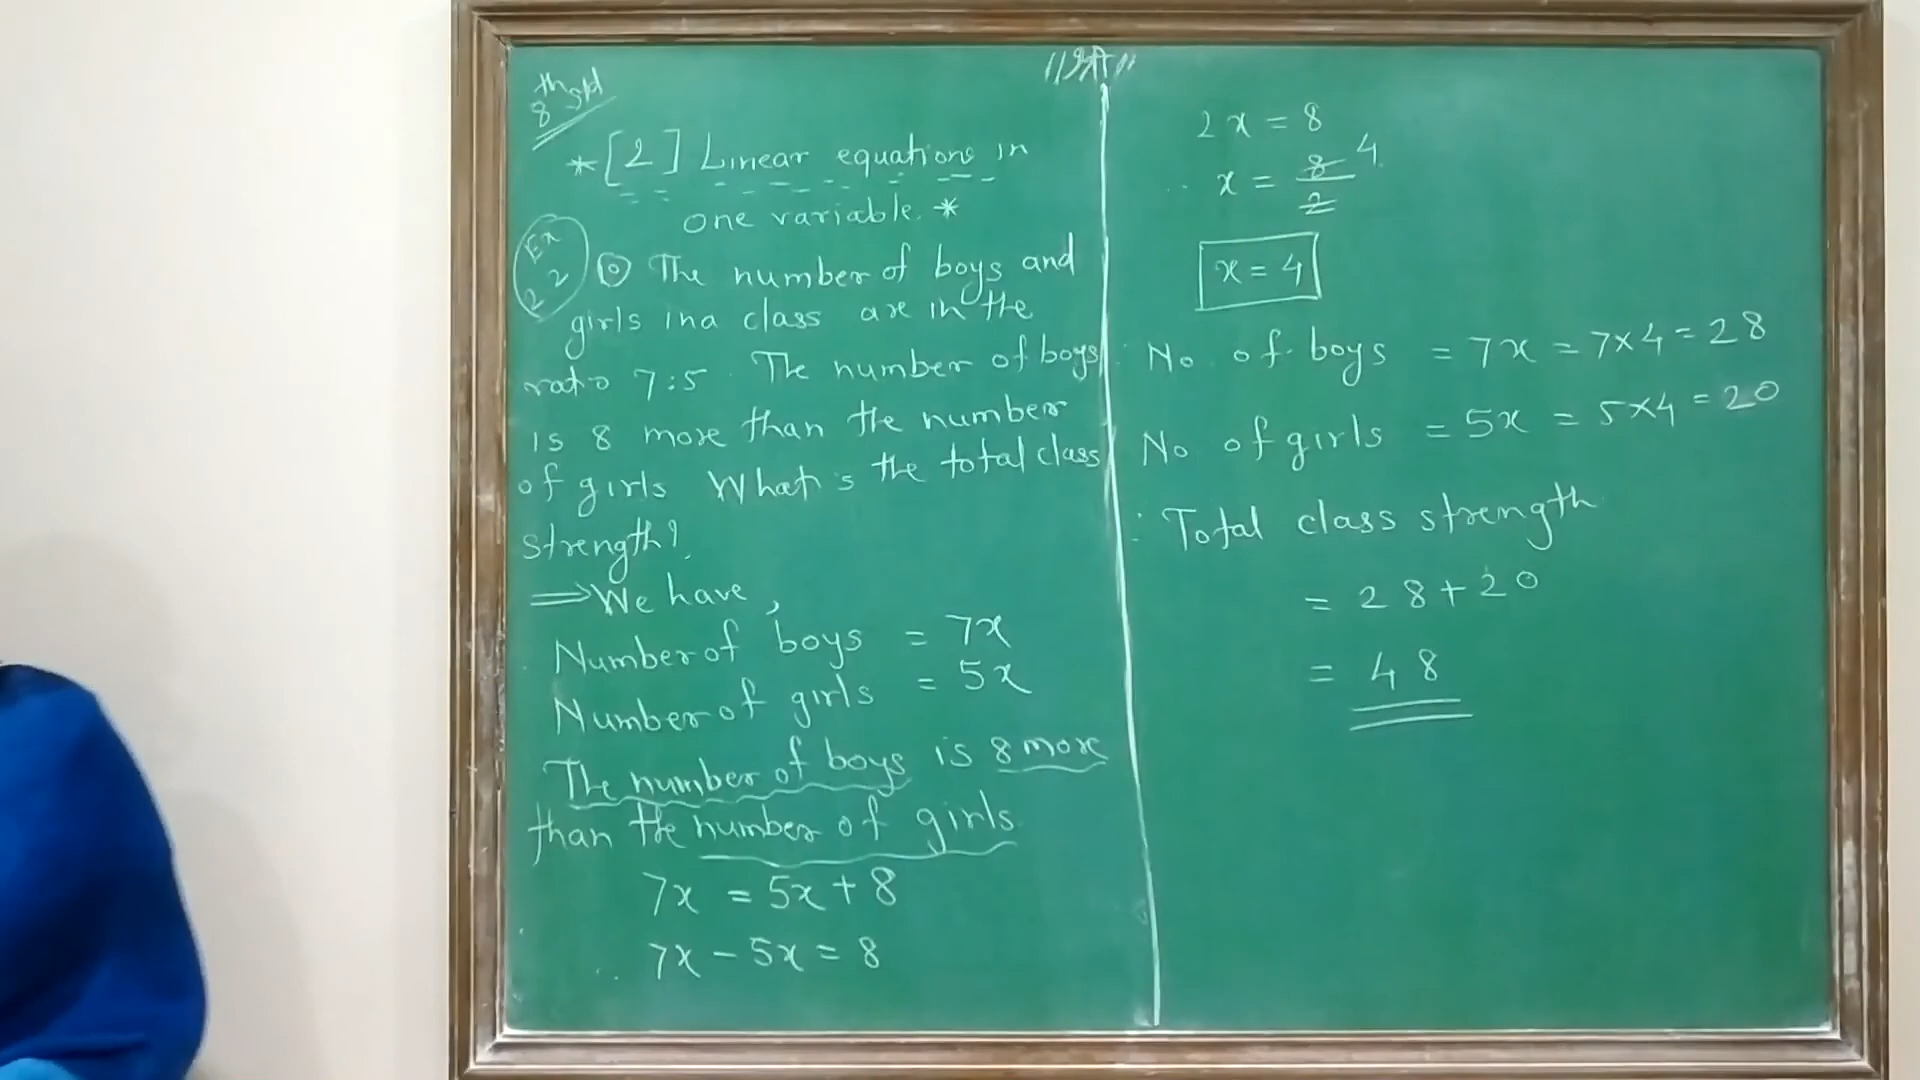 8th std
* [2] Linear equations in
one variable. *
Ex 2.2
The number of boys and
girls in a class are in the
ratio 7:5. The number of boys
is 8 more than the number
of girls What's the total class
strength?
⇒ We have,
Number of boys = 7x
Number of girls = 5x
The number of boys is 8 more
than the number of girls
7x = 5x + 8
∴ 7x - 5x = 8
2x = 8
∴ x = 8/2 4
x = 4
∴ No. of boys = 7x = 7×4 = 28
No of girls = 5x = 5×4 = 20
∴ Total class strength
= 28 + 20
= 48